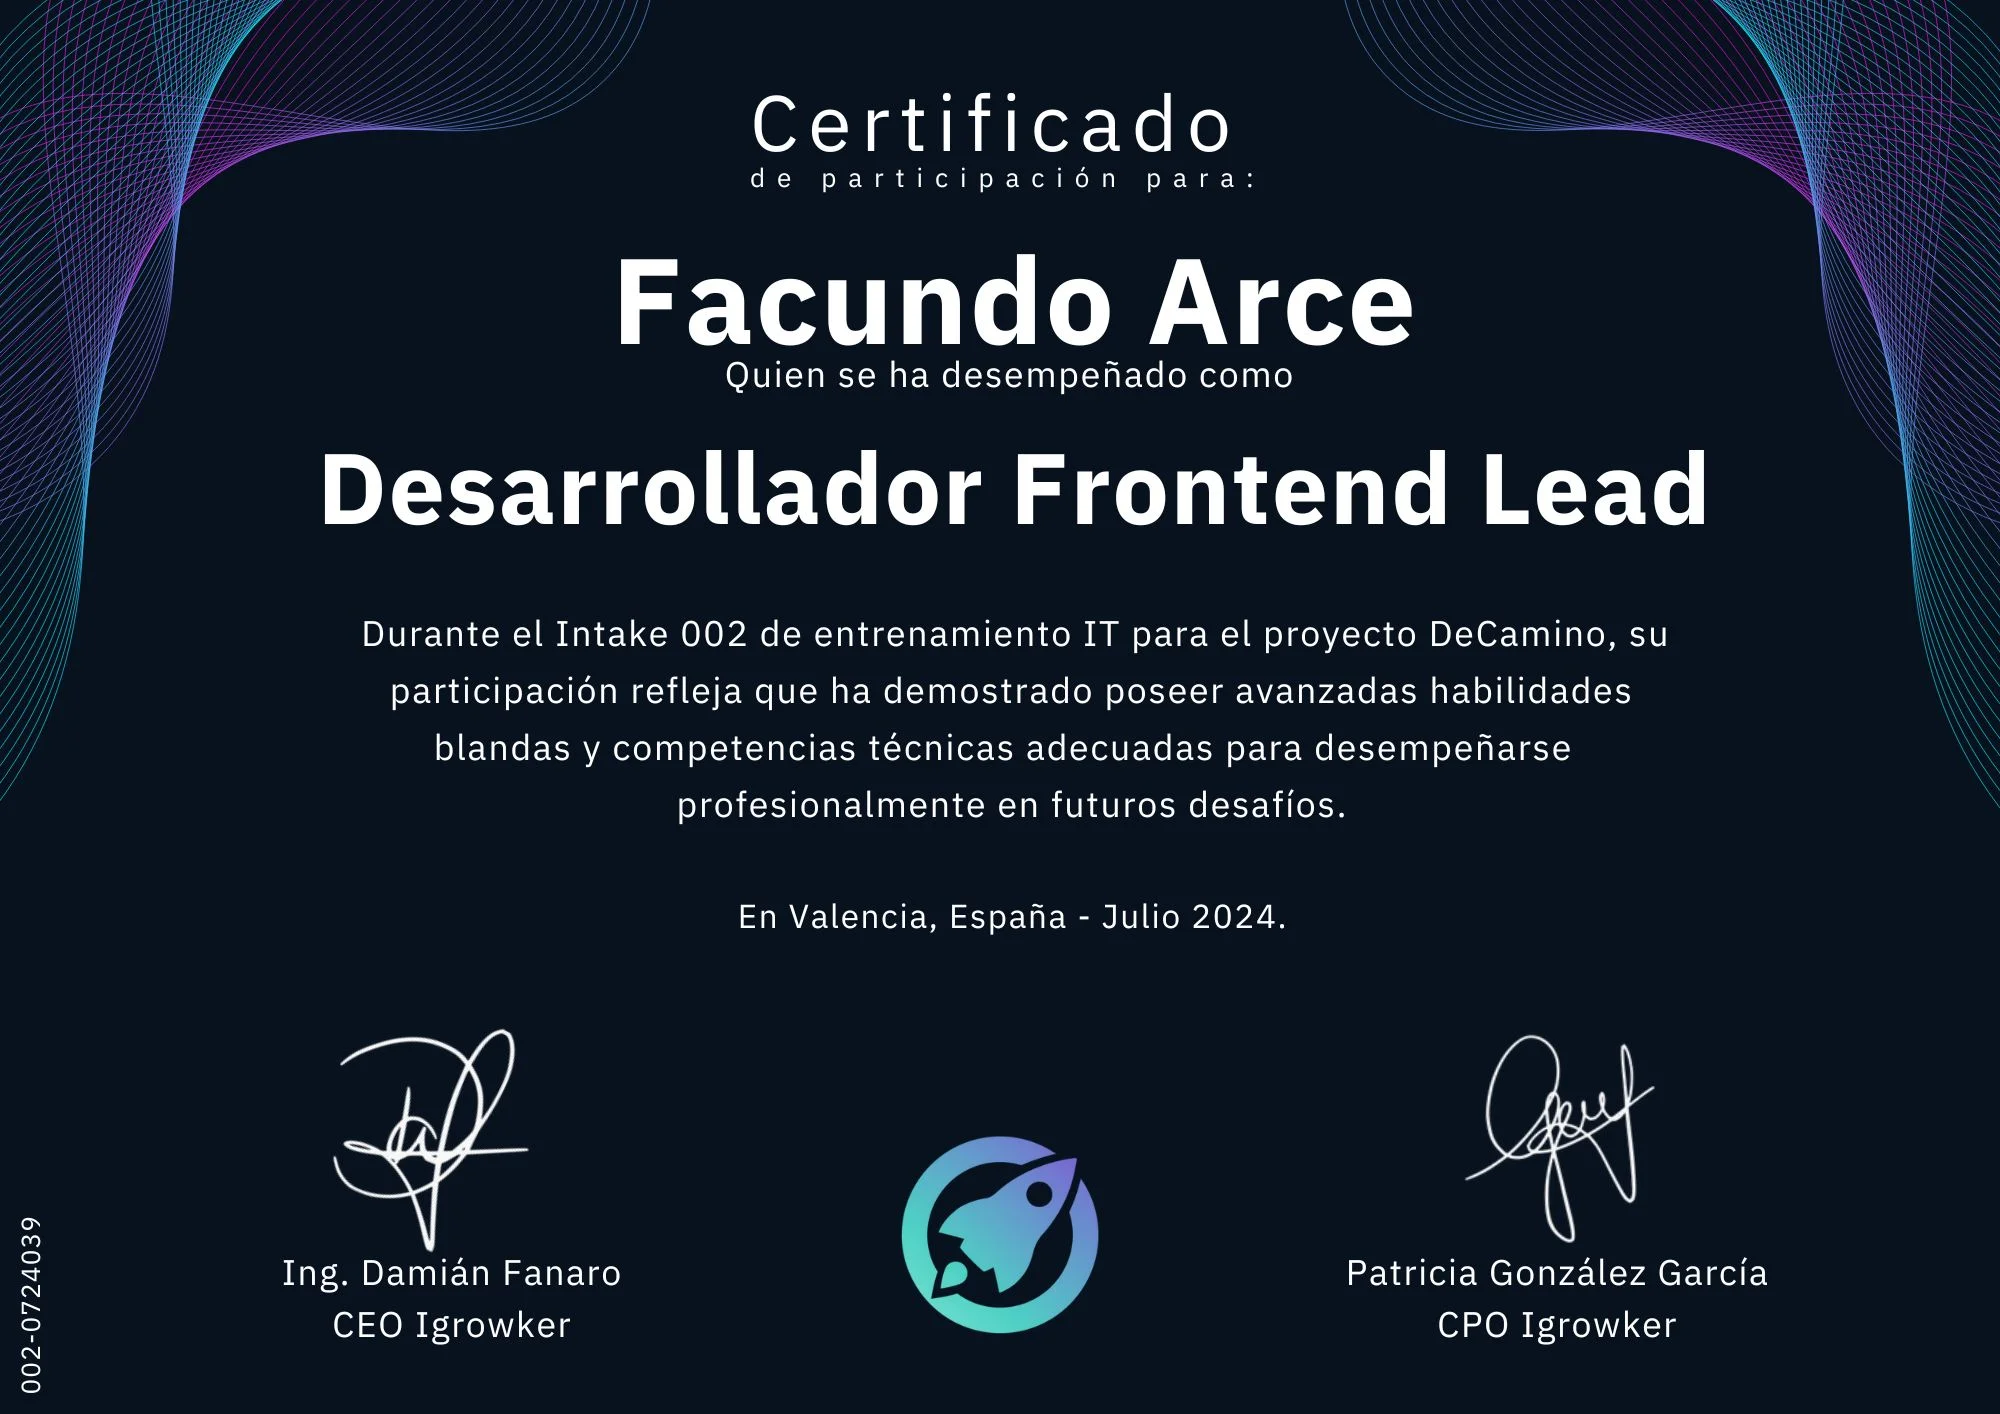 Certificado
de participación para:
Facundo Arce
Quien se ha desempeñado como
Desarrollador Frontend Lead
Durante el Intake 002 de entrenamiento IT para el proyecto DeCamino, su
participación refleja que ha demostrado poseer avanzadas habilidades
blandas y competencias técnicas adecuadas para desempeñarse
profesionalmente en futuros desafíos.
En Valencia, España - Julio 2024.
Ing. Damián Fanaro
CEO Igrowker
Patricia González García
CPO Igrowker
002-0724039